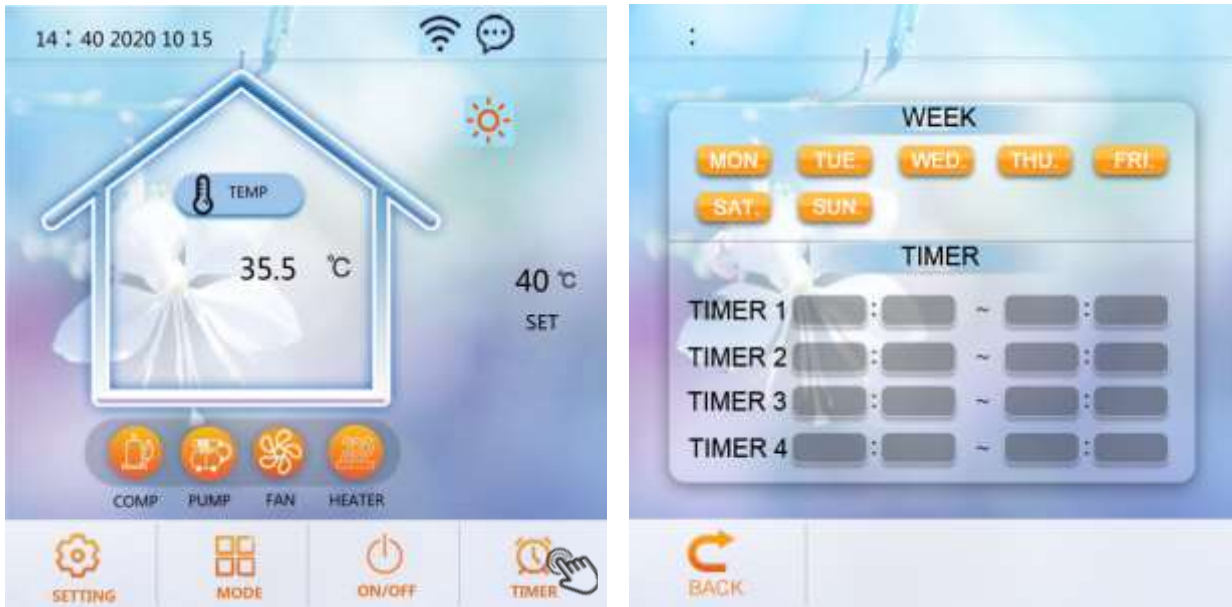 14 : 40 2020 10 15
TEMP
35.5 ℃
40 ℃
SET
COMP PUMP FAN HEATER
SETTING MODE ON/OFF TIMER
:
WEEK
MON TUE WED. THU. FRI.
SAT. SUN.
TIMER
TIMER 1 : ~ :
TIMER 2 : ~ :
TIMER 3 : ~ :
TIMER 4 : ~ :
BACK